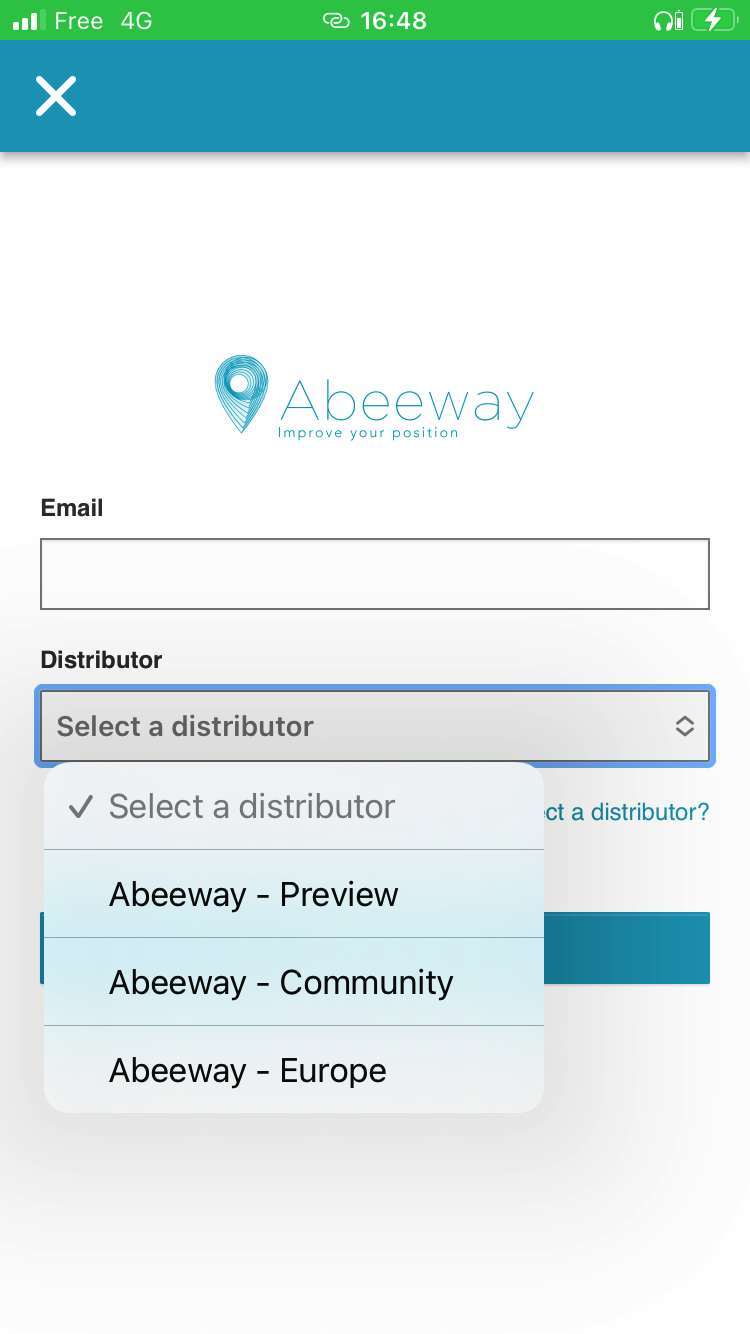 Free 4G 16:48
Abeeway
Improve your position
Email
Distributor
Select a distributor
Select a distributor
ct a distributor?
Abeeway - Preview
Abeeway - Community
Abeeway - Europe